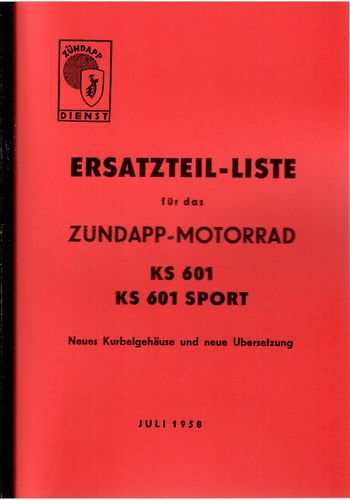 ZÜNDAPP
DIENST
ERSATZTEIL-LISTE
für das
ZÜNDAPP-MOTORRAD
KS 601
KS 601 SPORT
Neues Kurbelgehäuse und neue Ubersetzung
JULI 1958